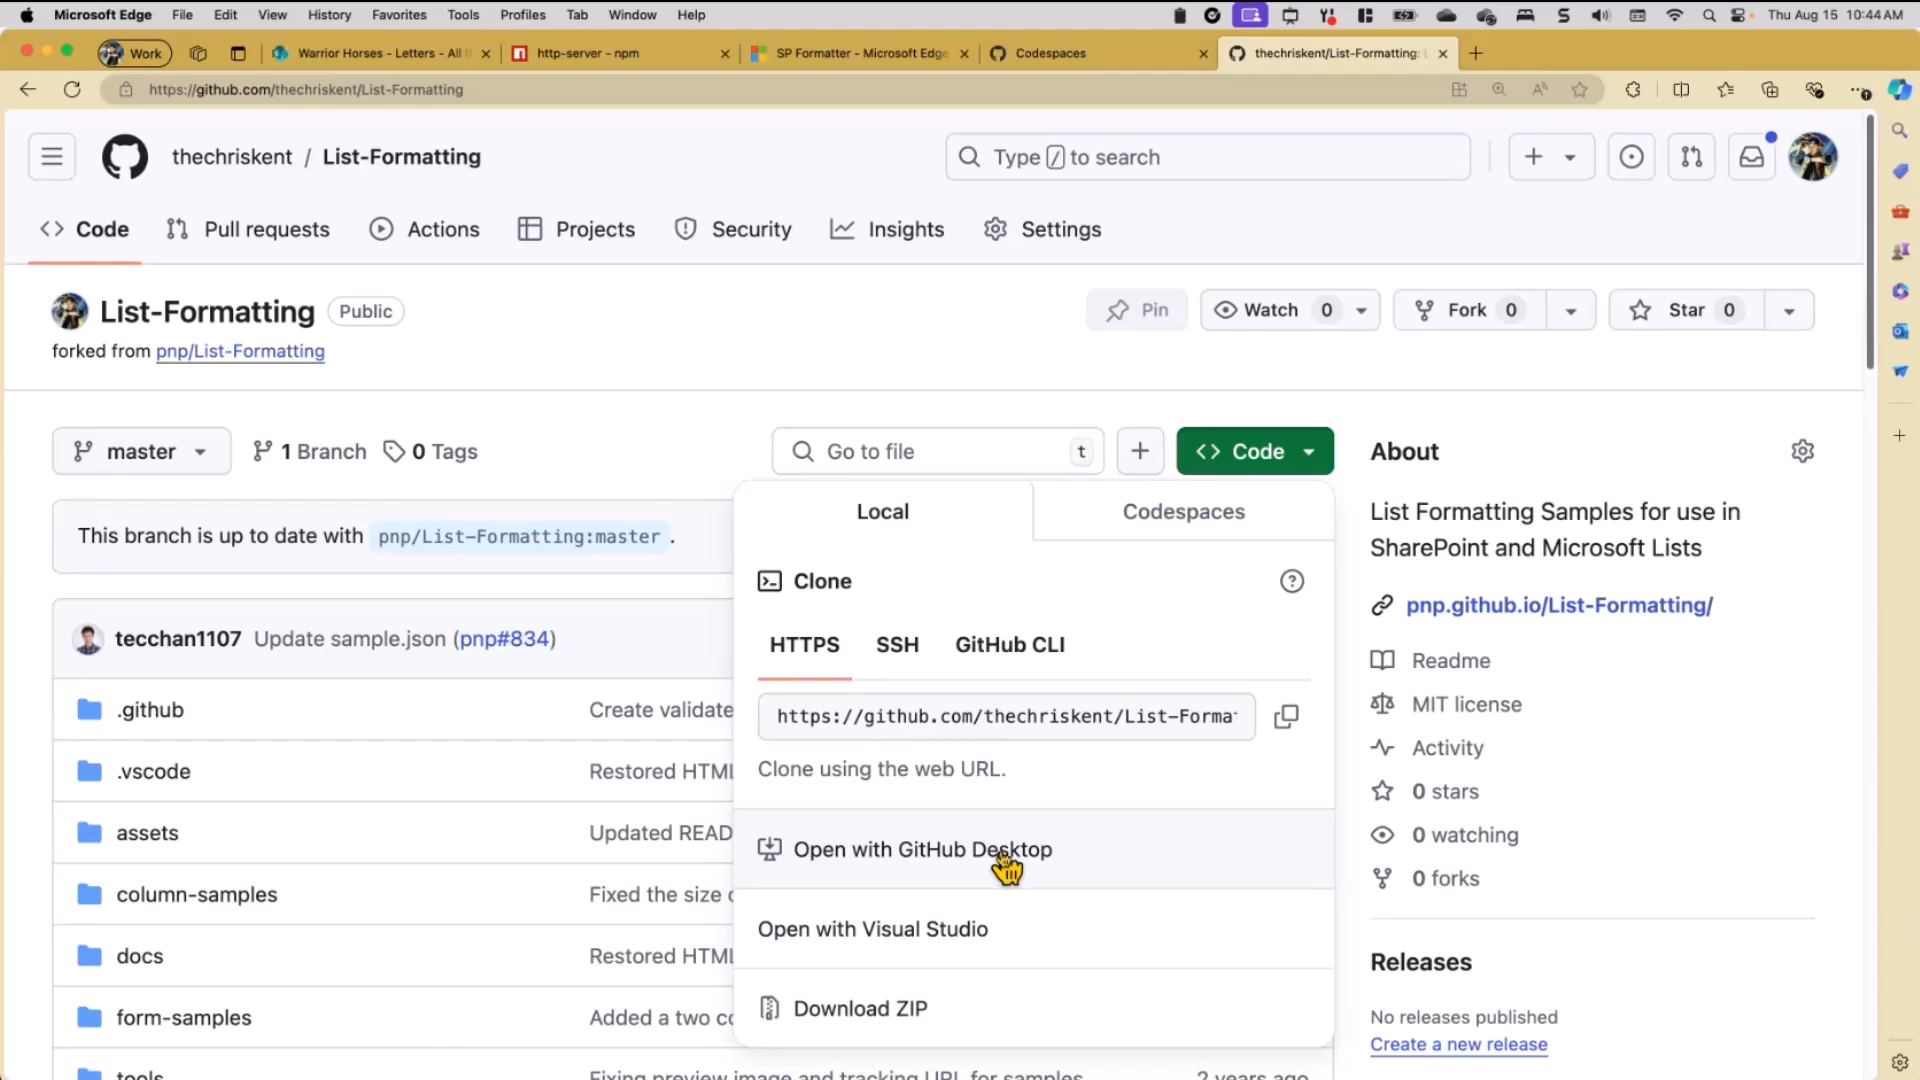 Microsoft Edge File Edit View History Favorites Tools Profiles Tab Window Help Thu Aug 15 10:44 AM
Work Warrior Horses - Letters - All http-server - npm SP Formatter - Microsoft Edge Codespaces thechriskent/List-Formatting:
https://github.com/thechriskent/List-Formatting
thechriskent / List-Formatting Type / to search
Code Pull requests Actions Projects Security Insights Settings
List-Formatting Public Pin Watch 0 Fork 0 Star 0
forked from pnp/List-Formatting
master 1 Branch 0 Tags Go to file t Code About
Local Codespaces
List Formatting Samples for use in
SharePoint and Microsoft Lists
This branch is up to date with pnp/List-Formatting:master .
Clone
pnp.github.io/List-Formatting/
tecchan1107 Update sample.json (pnp#834)
HTTPS SSH GitHub CLI
Readme
.github Create validate
https://github.com/thechriskent/List-Forma
MIT license
.vscode Restored HTML
Clone using the web URL.
Activity
0 stars
assets Updated READ
Open with GitHub Desktop
0 watching
column-samples Fixed the size
0 forks
Open with Visual Studio
docs Restored HTML
Releases
form-samples Added a two
Download ZIP
No releases published
Create a new release
tools Fixing preview image and tracking URL for samples 2 years ago